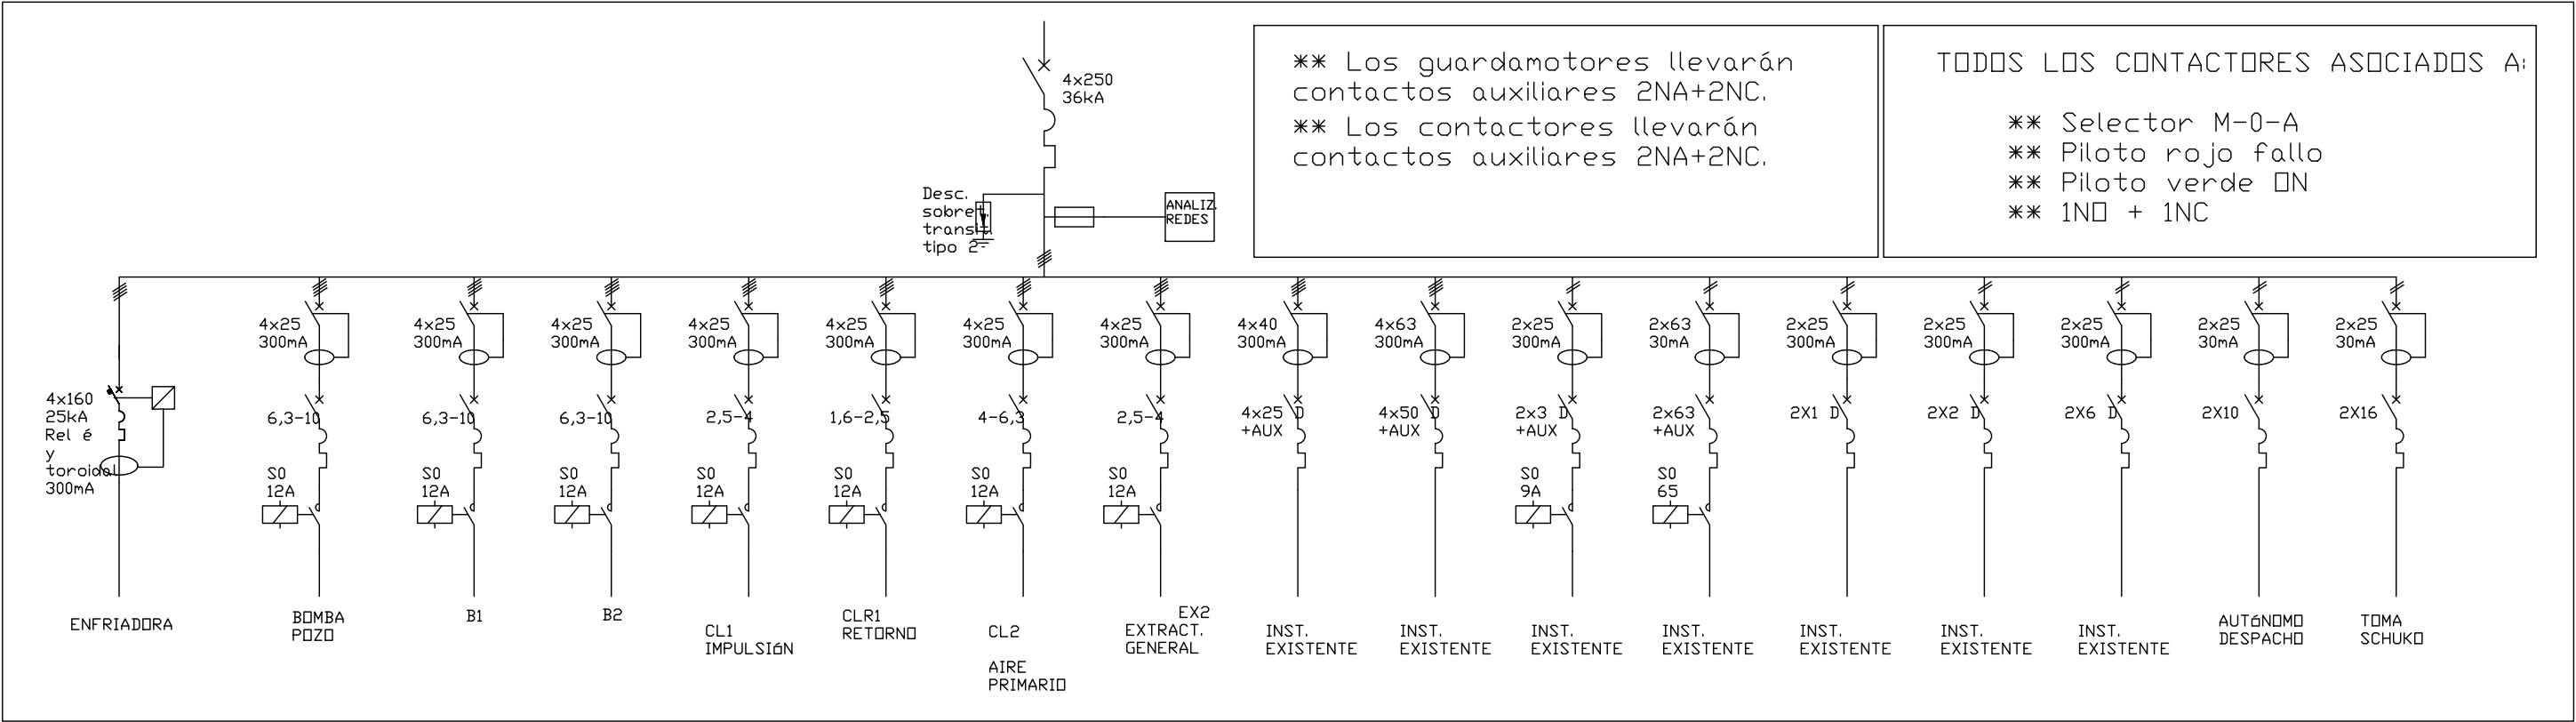 4x250
36kA
Desc.
sobret.
transit.
tipo 2
ANALIZ.
REDES
** Los guardamotores llevarán
contactos auxiliares 2NA+2NC.
** Los contactores llevarán
contactos auxiliares 2NA+2NC.
TODOS LOS CONTACTORES ASOCIADOS A:
** Selector M-0-A
** Piloto rojo fallo
** Piloto verde ON
** 1NO + 1NC
4x160
25kA
Rel é
y
toroidal
300mA
ENFRIADORA
4x25
300mA
6,3-10
S0
12A
BOMBA
POZO
4x25
300mA
6,3-10
S0
12A
B1
4x25
300mA
6,3-10
S0
12A
B2
4x25
300mA
2,5-4
S0
12A
CL1
IMPULSIóN
4x25
300mA
1,6-2,5
S0
12A
CLR1
RETORNO
4x25
300mA
4-6,3
S0
12A
CL2
AIRE
PRIMARIO
4x25
300mA
2,5-4
S0
12A
EX2
EXTRACT.
GENERAL
4x40
300mA
4x25 D
+AUX
INST.
EXISTENTE
4x63
300mA
4x50 D
+AUX
INST.
EXISTENTE
2x25
300mA
2x3 D
+AUX
S0
9A
INST.
EXISTENTE
2x63
30mA
2x63
+AUX
S0
65
INST.
EXISTENTE
2x25
300mA
2X1 D
INST.
EXISTENTE
2x25
300mA
2X2 D
INST.
EXISTENTE
2x25
300mA
2X6 D
INST.
EXISTENTE
2x25
30mA
2X10
AUTóNOMO
DESPACHO
2x25
30mA
2X16
TOMA
SCHUKO